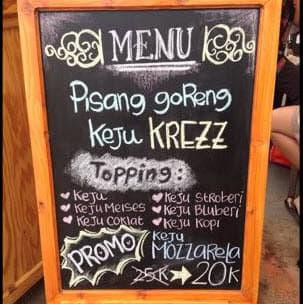 MENU
Pisang goReng
Keju KREZZ
Topping:
Keju
Keju Meises
Keju Coklat
Keju Stroberi
Keju Bluberi
Keju Kopi
PROMO
Keju
MozzaRela
25K → 20K